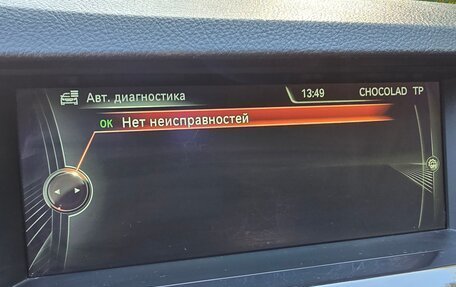 Авт. диагностика 13:49 CHOCOLAD TP
OK Нет неисправностей